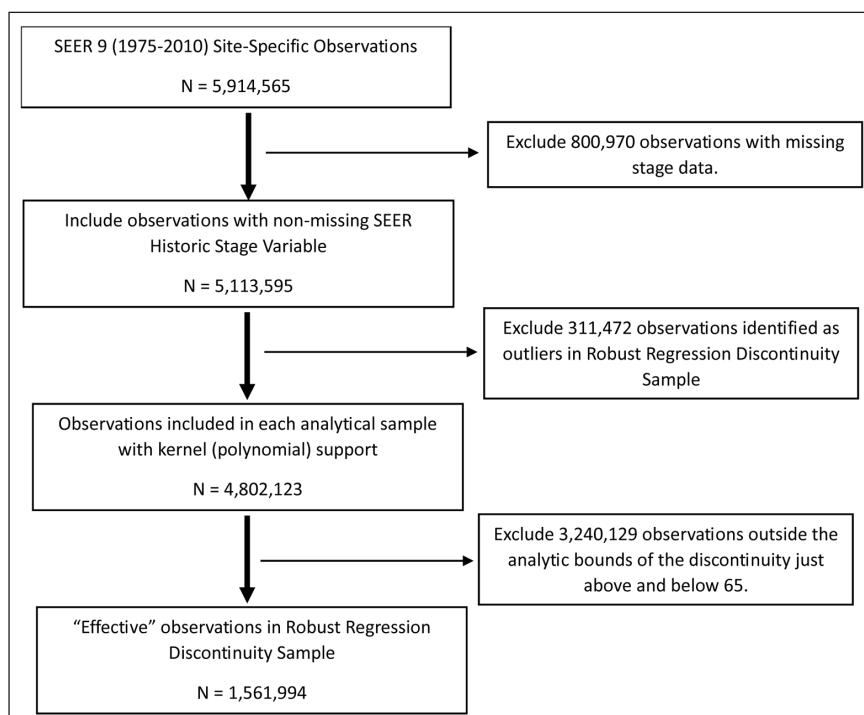 SEER 9 (1975-2010) Site-Specific Observations
N = 5,914,565
Exclude 800,970 observations with missing
stage data.
Include observations with non-missing SEER
Historic Stage Variable
N = 5,113,595
Exclude 311,472 observations identified as
outliers in Robust Regression Discontinuity
Sample
Observations included in each analytical sample
with kernel (polynomial) support
N = 4,802,123
Exclude 3,240,129 observations outside the
analytic bounds of the discontinuity just
above and below 65.
“Effective” observations in Robust Regression
Discontinuity Sample
N = 1,561,994